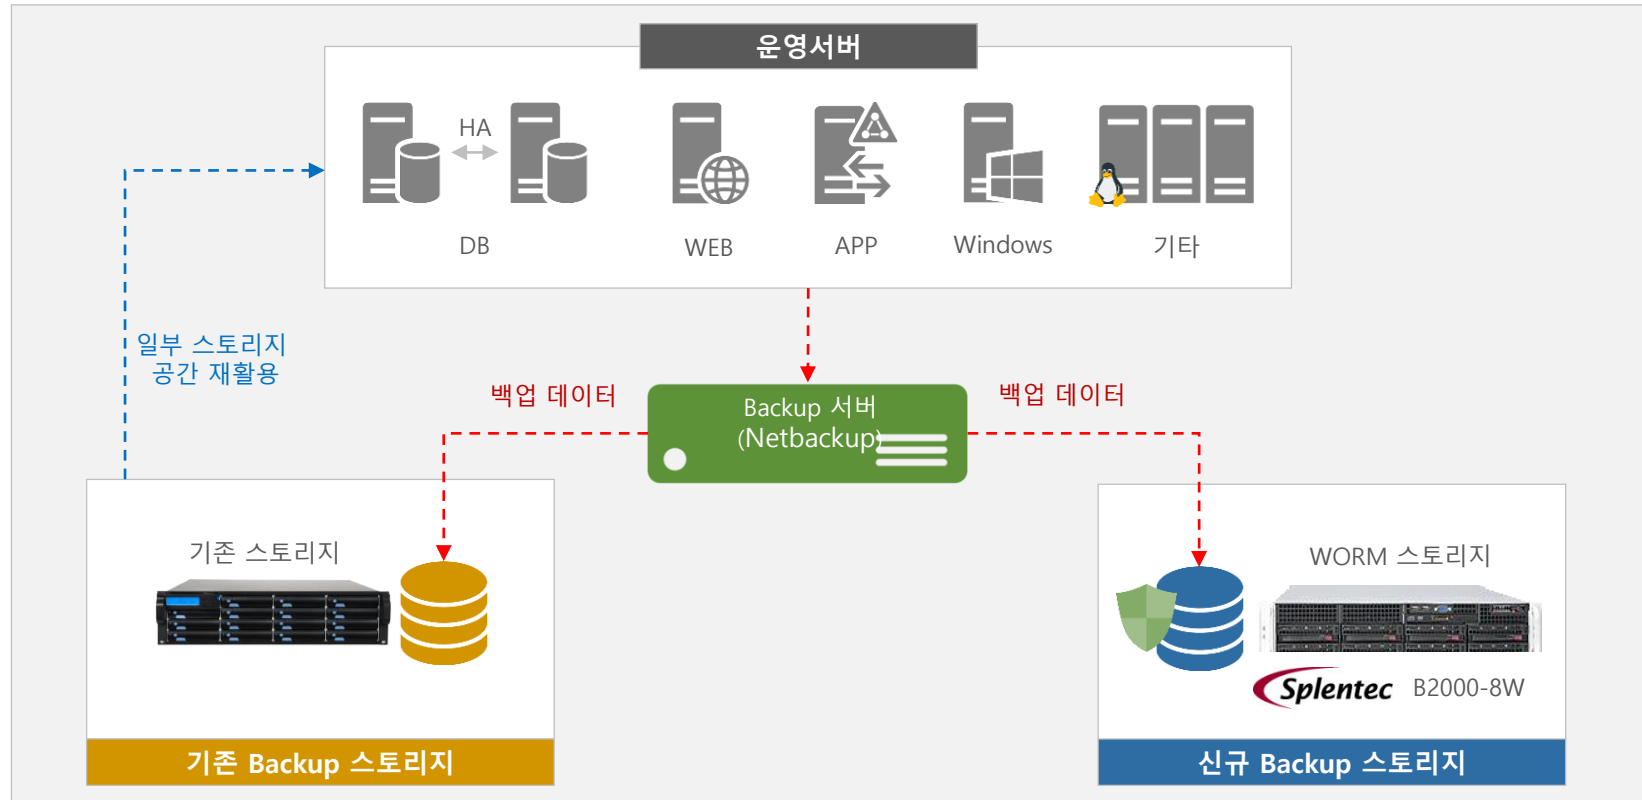 운영서버
HA
DB
WEB
APP
Windows
기타
일부 스토리지
공간 재활용
백업 데이터
백업 데이터
Backup 서버
(Netbackup)
기존 스토리지
WORM 스토리지
Splentec B2000-8W
기존 Backup 스토리지
신규 Backup 스토리지